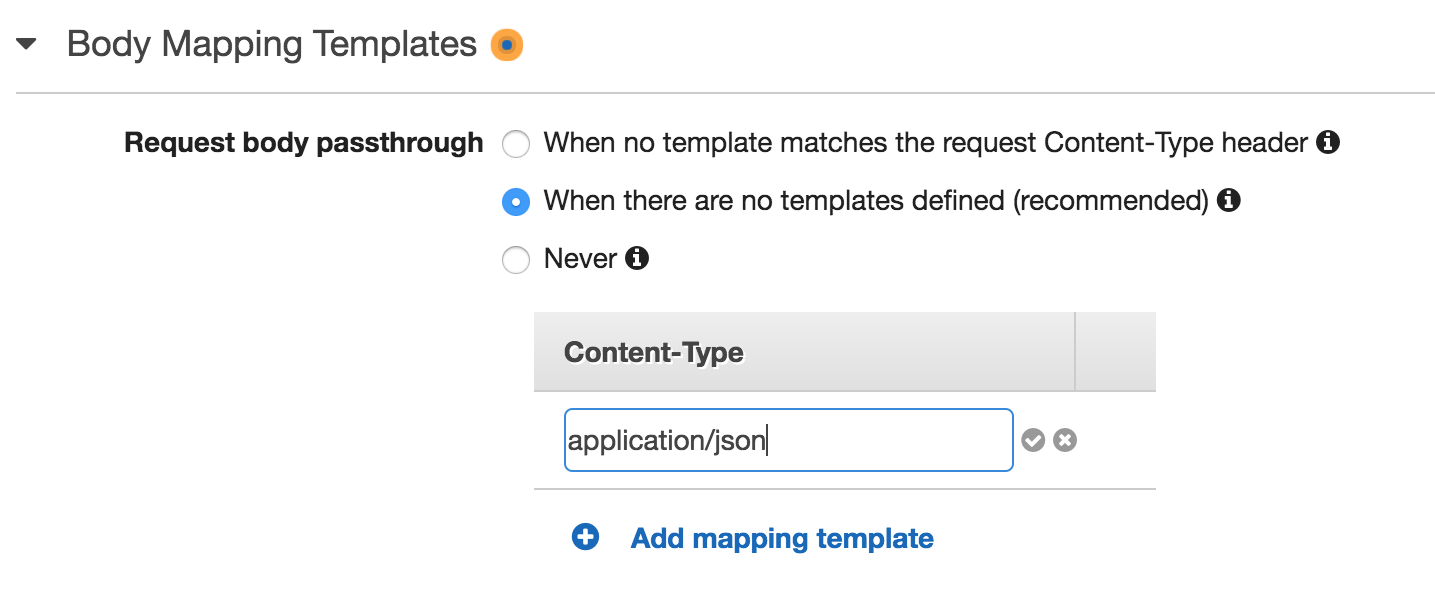 Body Mapping Templates
Request body passthrough
When no template matches the request Content-Type header
When there are no templates defined (recommended)
Never
Content-Type
application/json
Add mapping template